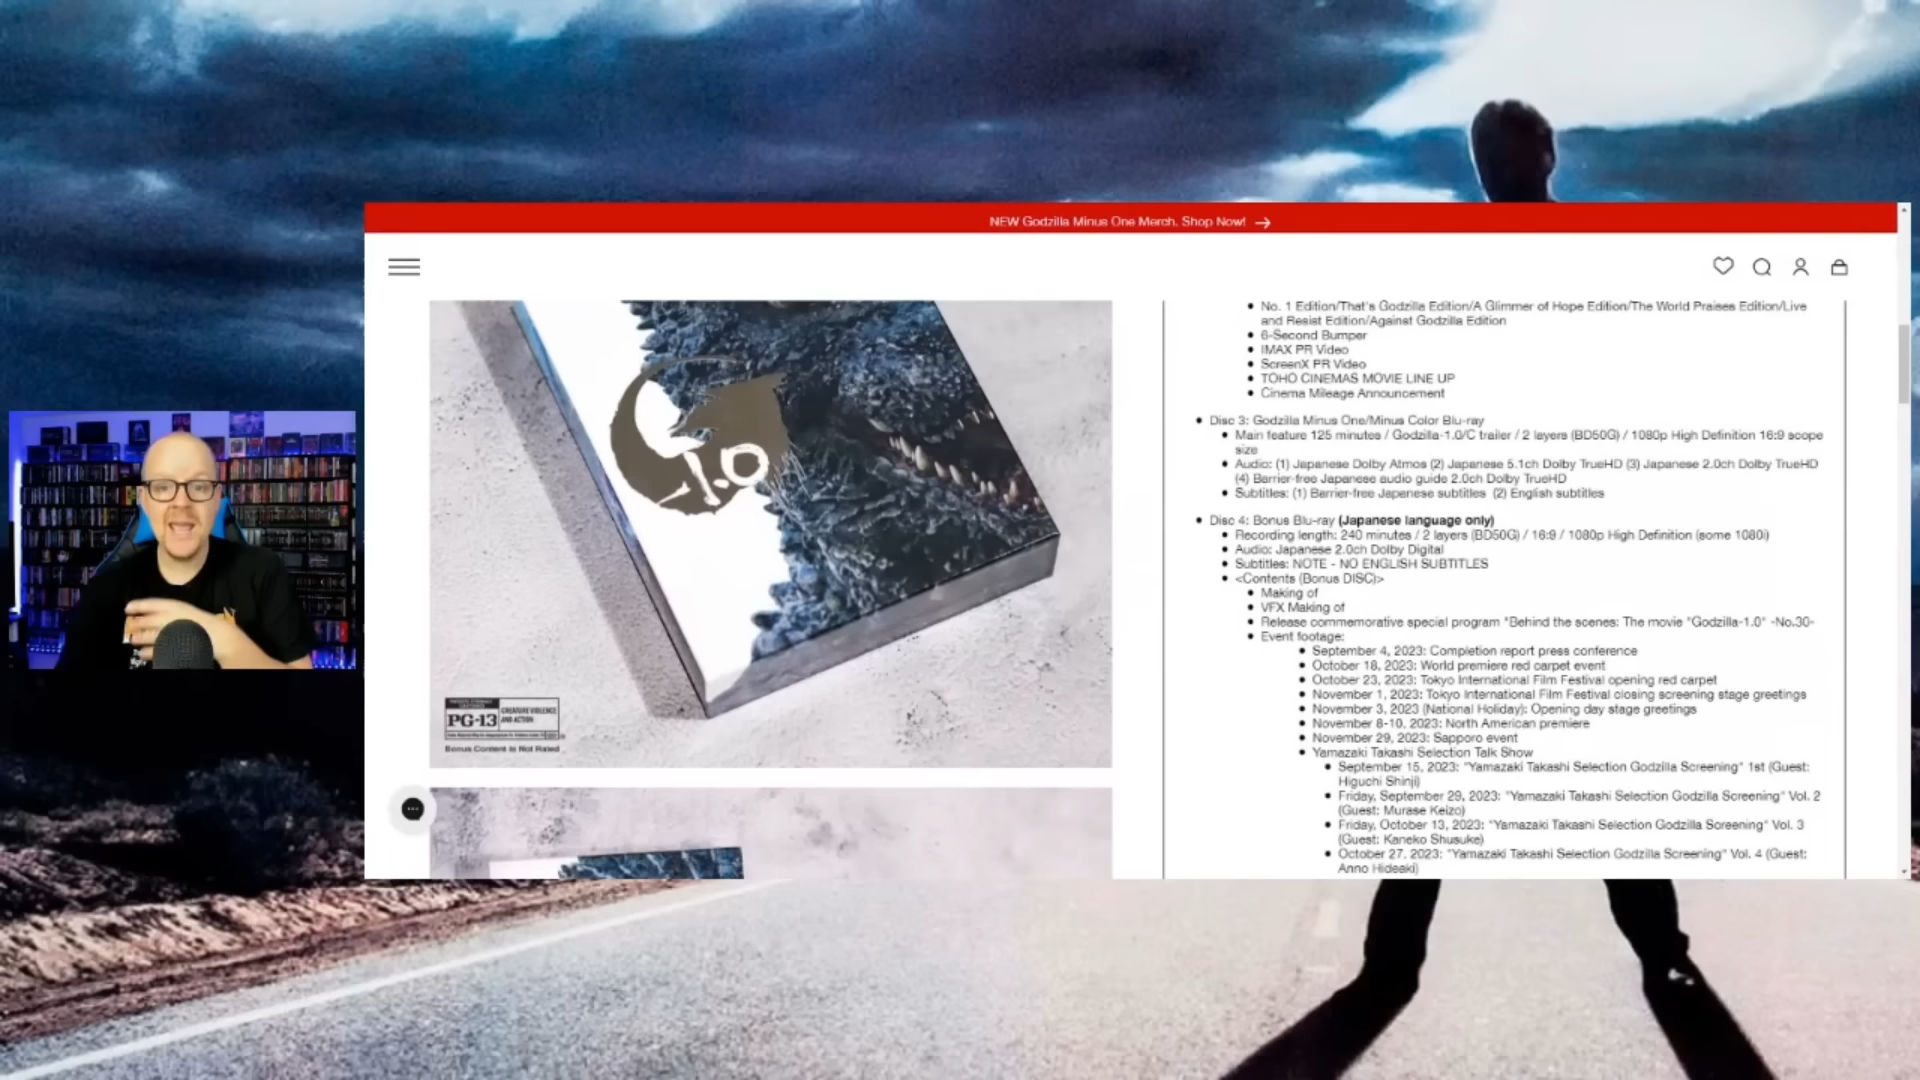 NEW Godzilla Minus One Merch. Shop Now! →
No. 1 Edition/That's Godzilla Edition/A Glimmer of Hope Edition/The World Praises Edition/Live
and Resist Edition/Against Godzilla Edition
6-Second Bumper
IMAX PR Video
ScreenX PR Video
TOHO CINEMAS MOVIE LINE UP
Cinema Mileage Announcement
Disc 3: Godzilla Minus One/Minus Color Blu-ray
Main feature 125 minutes / Godzilla-1.0/C trailer / 2 layers (BD50G) / 1080p High Definition 16:9 scope
size
Audio: (1) Japanese Dolby Atmos (2) Japanese 5.1ch Dolby TrueHD (3) Japanese 2.0ch Dolby TrueHD
(4) Barrier-free Japanese audio guide 2.0ch Dolby TrueHD
Subtitles: (1) Barrier-free Japanese subtitles (2) English subtitles
Disc 4: Bonus Blu-ray (Japanese language only)
Recording length: 240 minutes / 2 layers (BD50G) / 16:9 / 1080p High Definition (some 1080i)
Audio: Japanese 2.0ch Dolby Digital
Subtitles: NOTE - NO ENGLISH SUBTITLES
<Contents (Bonus DISC)>
Making of
VFX Making of
Release commemorative special program "Behind the scenes: The movie "Godzilla-1.0" -No.30-
Event footage:
September 4, 2023: Completion report press conference
October 18, 2023: World premiere red carpet event
October 23, 2023: Tokyo International Film Festival opening red carpet
November 1, 2023: Tokyo International Film Festival closing screening stage greetings
November 3, 2023 (National Holiday): Opening day stage greetings
November 8-10, 2023: North American premiere
November 29, 2023: Sapporo event
Yamazaki Takashi Selection Talk Show
September 15, 2023: "Yamazaki Takashi Selection Godzilla Screening" 1st (Guest:
Higuchi Shinji)
Friday, September 29, 2023: "Yamazaki Takashi Selection Godzilla Screening" Vol. 2
(Guest: Murase Keizo)
Friday, October 13, 2023: "Yamazaki Takashi Selection Godzilla Screening" Vol. 3
(Guest: Kaneko Shusuke)
October 27, 2023: "Yamazaki Takashi Selection Godzilla Screening" Vol. 4 (Guest:
Anno Hideaki)
-1.0
PG-13
CREATURE VIOLENCE
AND ACTION
Bonus Content is Not Rated